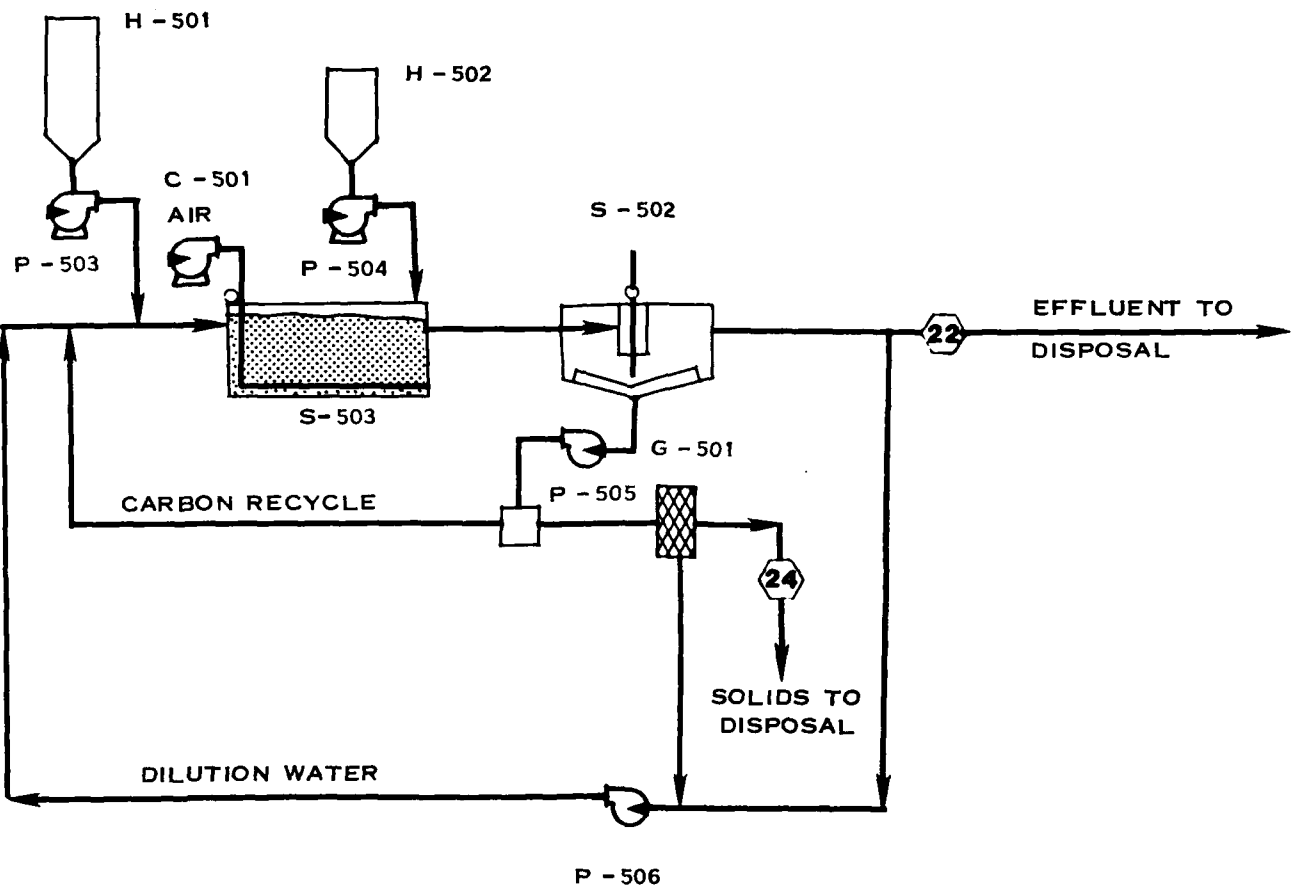 H - 501
H - 502
C - 501
AIR
S - 502
P - 503
P - 504
EFFLUENT TO
22
DISPOSAL
S - 503
G - 501
P - 505
CARBON RECYCLE
24
SOLIDS TO
DISPOSAL
DILUTION WATER
P - 506